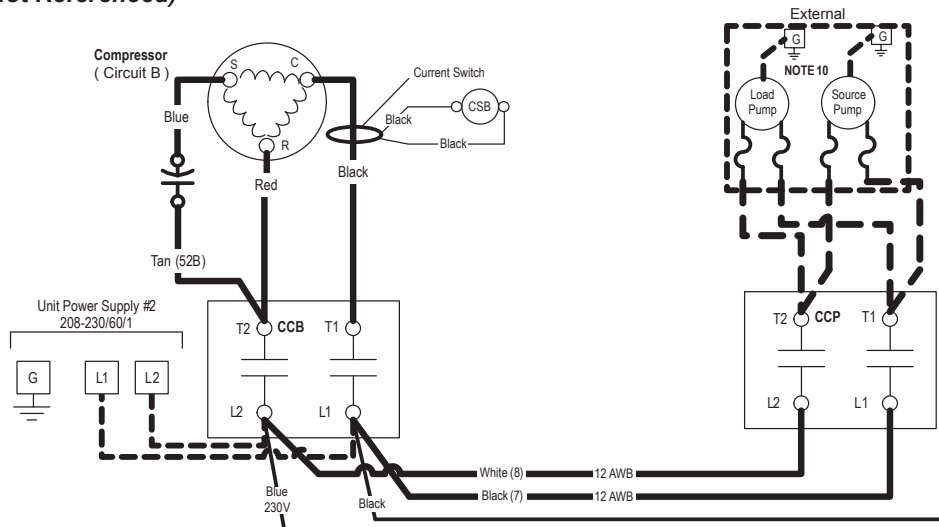 ot Referenced)
External
G
G
NOTE 10
Load
Pump
Source
Pump
Compressor
( Circuit B )
S
C
R
Current Switch
CSB
Black
Black
Blue
Red
Black
Tan (52B)
Unit Power Supply #2
208-230/60/1
G
L1
L2
T2
CCB
T1
L2
L1
T2
CCP
T1
L2
L1
White (8)
12 AWB
Black (7)
12 AWB
Blue
230V
Black